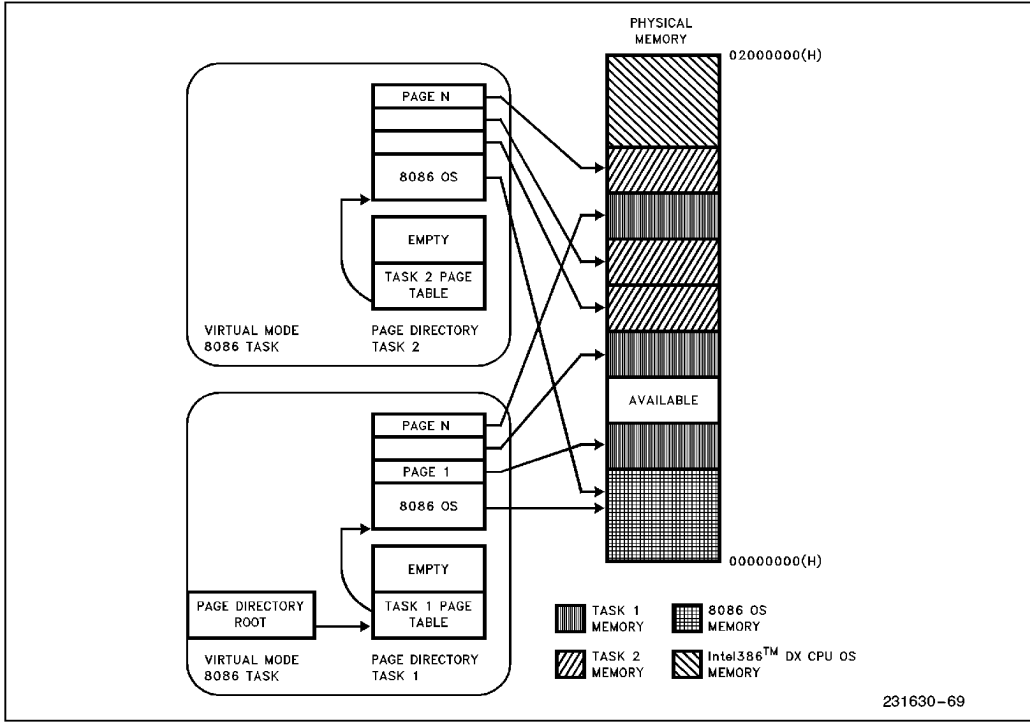 PHYSICAL
MEMORY
02000000(H)
PAGE N
8086 OS
EMPTY
TASK 2 PAGE
TABLE
VIRTUAL MODE
8086 TASK
PAGE DIRECTORY
TASK 2
AVAILABLE
PAGE N
PAGE 1
8086 OS
EMPTY
TASK 1 PAGE
TABLE
PAGE DIRECTORY
ROOT
VIRTUAL MODE
8086 TASK
PAGE DIRECTORY
TASK 1
00000000(H)
TASK 1
MEMORY
8086 OS
MEMORY
TASK 2
MEMORY
Intel386™ DX CPU OS
MEMORY
231630-69